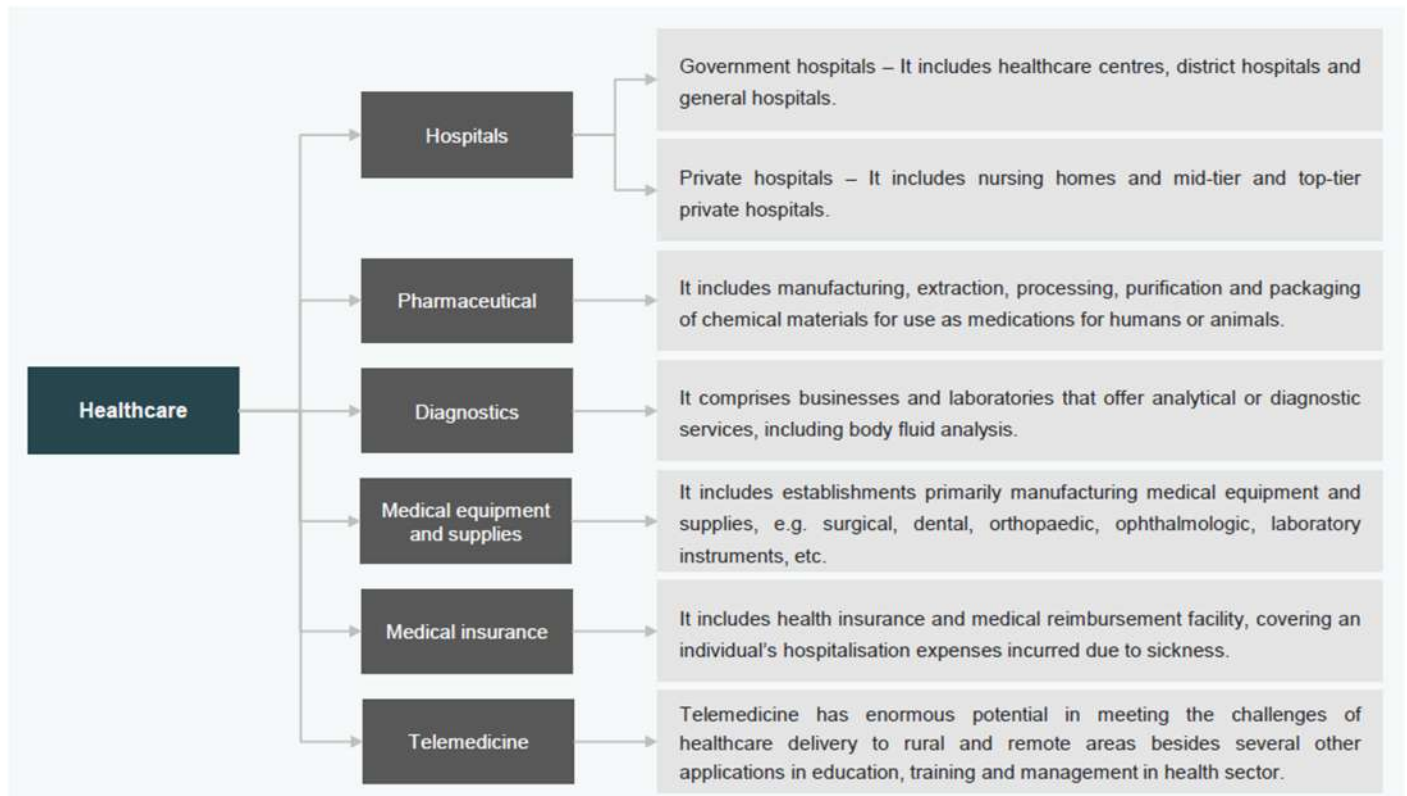 Healthcare
Hospitals
Government hospitals – It includes healthcare centres, district hospitals and
general hospitals.
Private hospitals – It includes nursing homes and mid-tier and top-tier
private hospitals.
Pharmaceutical
It includes manufacturing, extraction, processing, purification and packaging
of chemical materials for use as medications for humans or animals.
Diagnostics
It comprises businesses and laboratories that offer analytical or diagnostic
services, including body fluid analysis.
Medical equipment
and supplies
It includes establishments primarily manufacturing medical equipment and
supplies, e.g. surgical, dental, orthopaedic, ophthalmologic, laboratory
instruments, etc.
Medical insurance
It includes health insurance and medical reimbursement facility, covering an
individual’s hospitalisation expenses incurred due to sickness.
Telemedicine
Telemedicine has enormous potential in meeting the challenges of
healthcare delivery to rural and remote areas besides several other
applications in education, training and management in health sector.